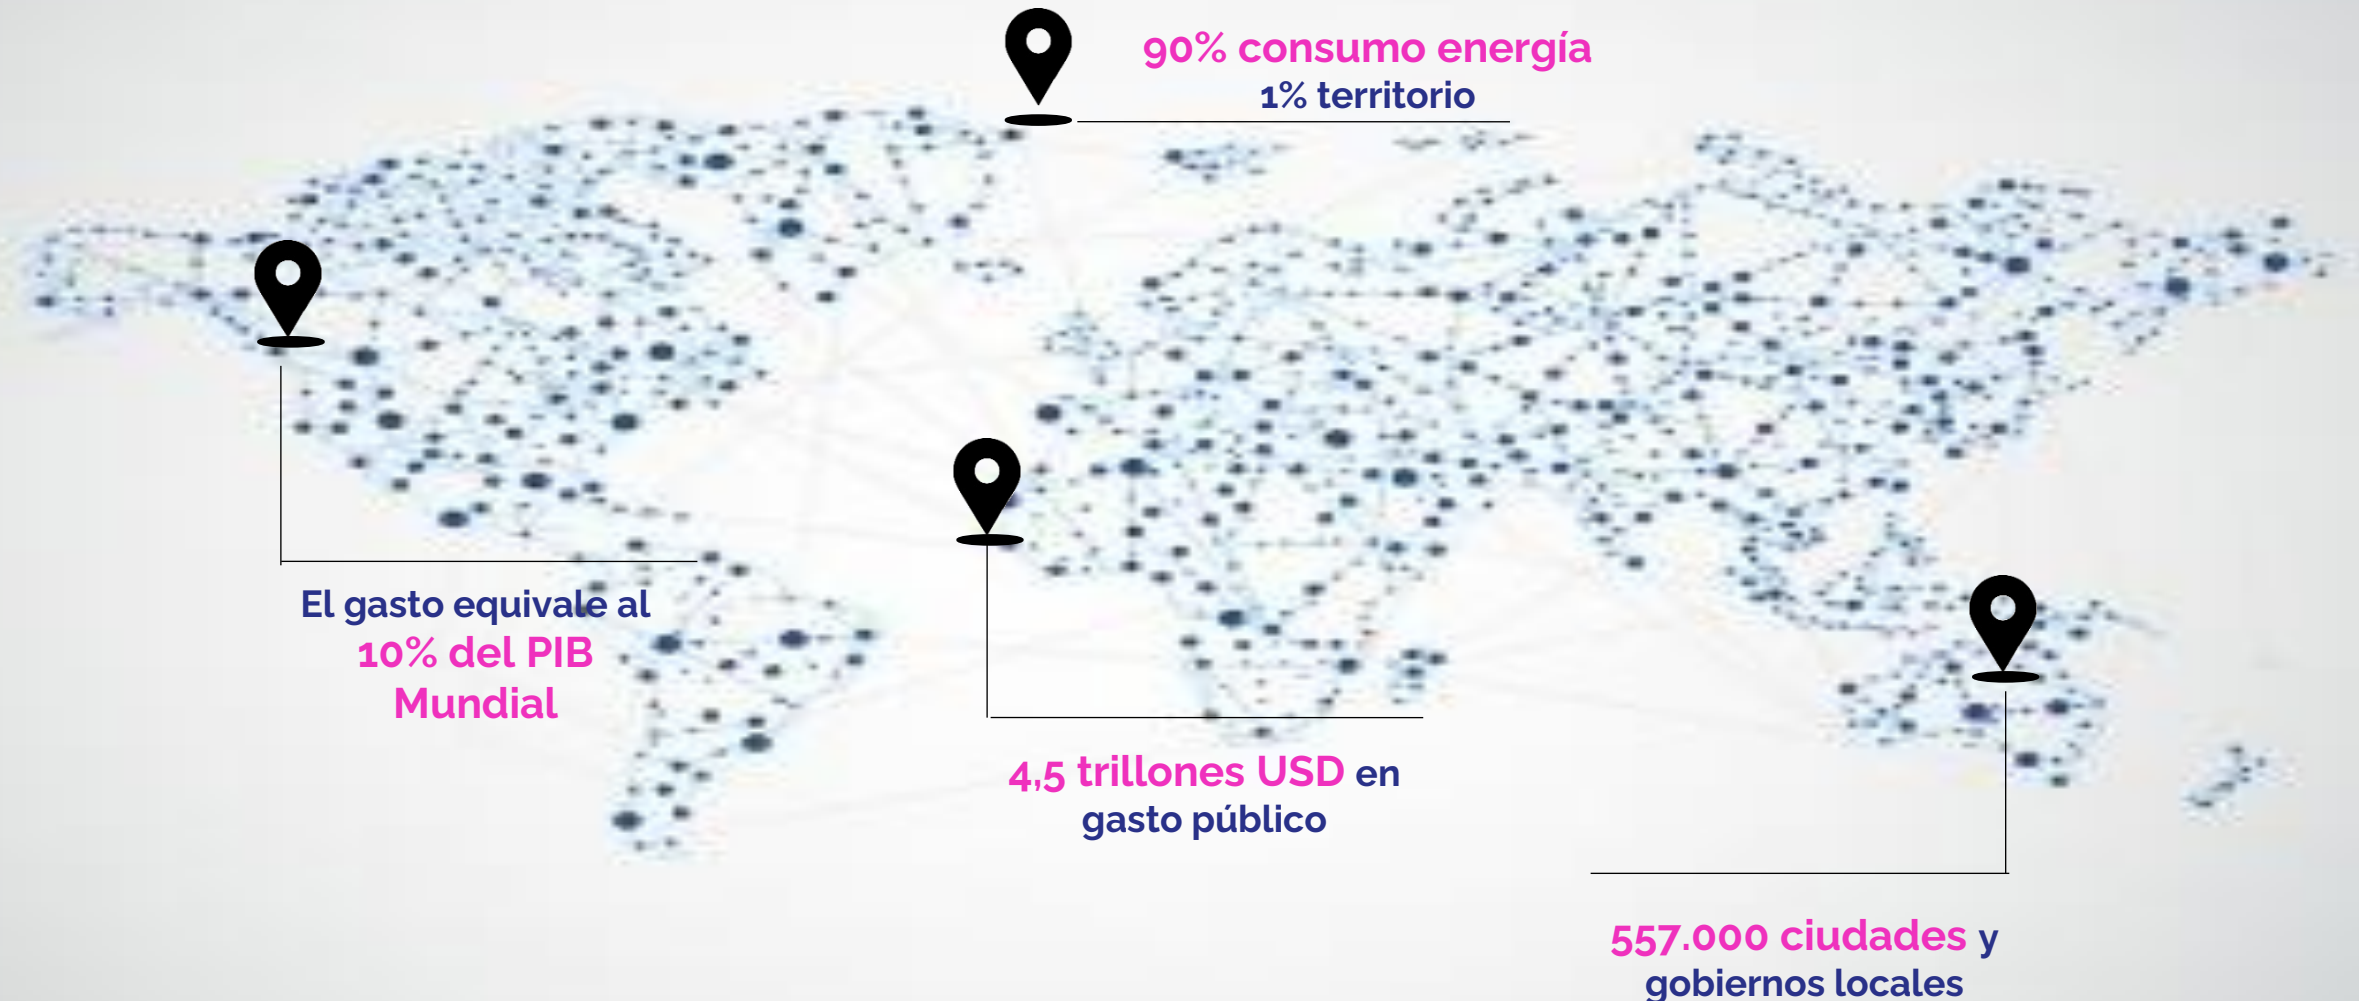 90% consumo energía
1% territorio
El gasto equivale al
10% del PIB
Mundial
4,5 trillones USD en
gasto público
557.000 ciudades y
gobiernos locales